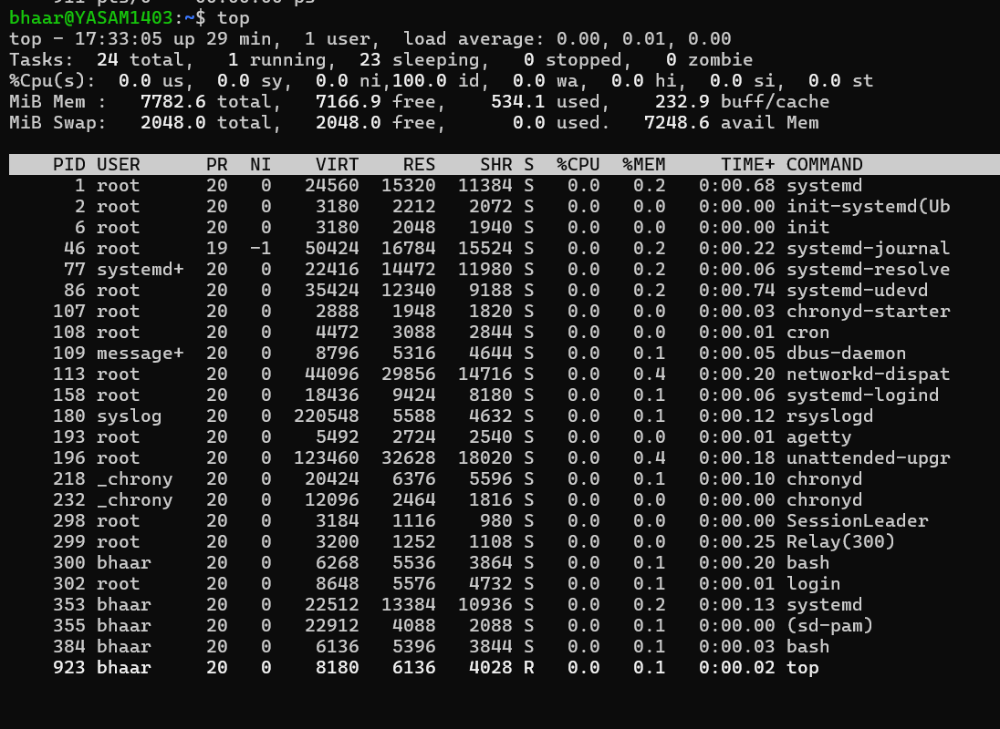 911 pts/0    00:00:00 ps
bhaar@YASAM1403:~$ top
top - 17:33:05 up 29 min,  1 user,  load average: 0.00, 0.01, 0.00
Tasks:  24 total,   1 running,  23 sleeping,   0 stopped,   0 zombie
%Cpu(s):  0.0 us,  0.0 sy,  0.0 ni,100.0 id,  0.0 wa,  0.0 hi,  0.0 si,  0.0 st
MiB Mem :   7782.6 total,   7166.9 free,    534.1 used,    232.9 buff/cache
MiB Swap:   2048.0 total,   2048.0 free,      0.0 used.   7248.6 avail Mem
PID USER      PR  NI    VIRT    RES    SHR S  %CPU  %MEM     TIME+ COMMAND
1 root      20   0   24560  15320  11384 S   0.0   0.2   0:00.68 systemd
2 root      20   0    3180   2212   2072 S   0.0   0.0   0:00.00 init-systemd(Ub
6 root      20   0    3180   2048   1940 S   0.0   0.0   0:00.00 init
46 root      19  -1   50424  16784  15524 S   0.0   0.2   0:00.22 systemd-journal
77 systemd+  20   0   22416  14472  11980 S   0.0   0.2   0:00.06 systemd-resolve
86 root      20   0   35424  12340   9188 S   0.0   0.2   0:00.74 systemd-udevd
107 root      20   0    2888   1948   1820 S   0.0   0.0   0:00.03 chronyd-starter
108 root      20   0    4472   3088   2844 S   0.0   0.0   0:00.01 cron
109 message+  20   0    8796   5316   4644 S   0.0   0.1   0:00.05 dbus-daemon
113 root      20   0   44096  29856  14716 S   0.0   0.4   0:00.20 networkd-dispat
158 root      20   0   18436   9424   8180 S   0.0   0.1   0:00.06 systemd-logind
180 syslog    20   0  220548   5588   4632 S   0.0   0.1   0:00.12 rsyslogd
193 root      20   0    5492   2724   2540 S   0.0   0.0   0:00.01 agetty
196 root      20   0  123460  32628  18020 S   0.0   0.4   0:00.18 unattended-upgr
218 _chrony   20   0   20424   6376   5596 S   0.0   0.1   0:00.10 chronyd
232 _chrony   20   0   12096   2464   1816 S   0.0   0.0   0:00.00 chronyd
298 root      20   0    3184   1116    980 S   0.0   0.0   0:00.00 SessionLeader
299 root      20   0    3200   1252   1108 S   0.0   0.0   0:00.25 Relay(300)
300 bhaar     20   0    6268   5536   3864 S   0.0   0.1   0:00.20 bash
302 root      20   0    8648   5576   4732 S   0.0   0.1   0:00.01 login
353 bhaar     20   0   22512  13384  10936 S   0.0   0.2   0:00.13 systemd
355 bhaar     20   0   22912   4088   2088 S   0.0   0.1   0:00.00 (sd-pam)
384 bhaar     20   0    6136   5396   3844 S   0.0   0.1   0:00.03 bash
923 bhaar     20   0    8180   6136   4028 R   0.0   0.1   0:00.02 top